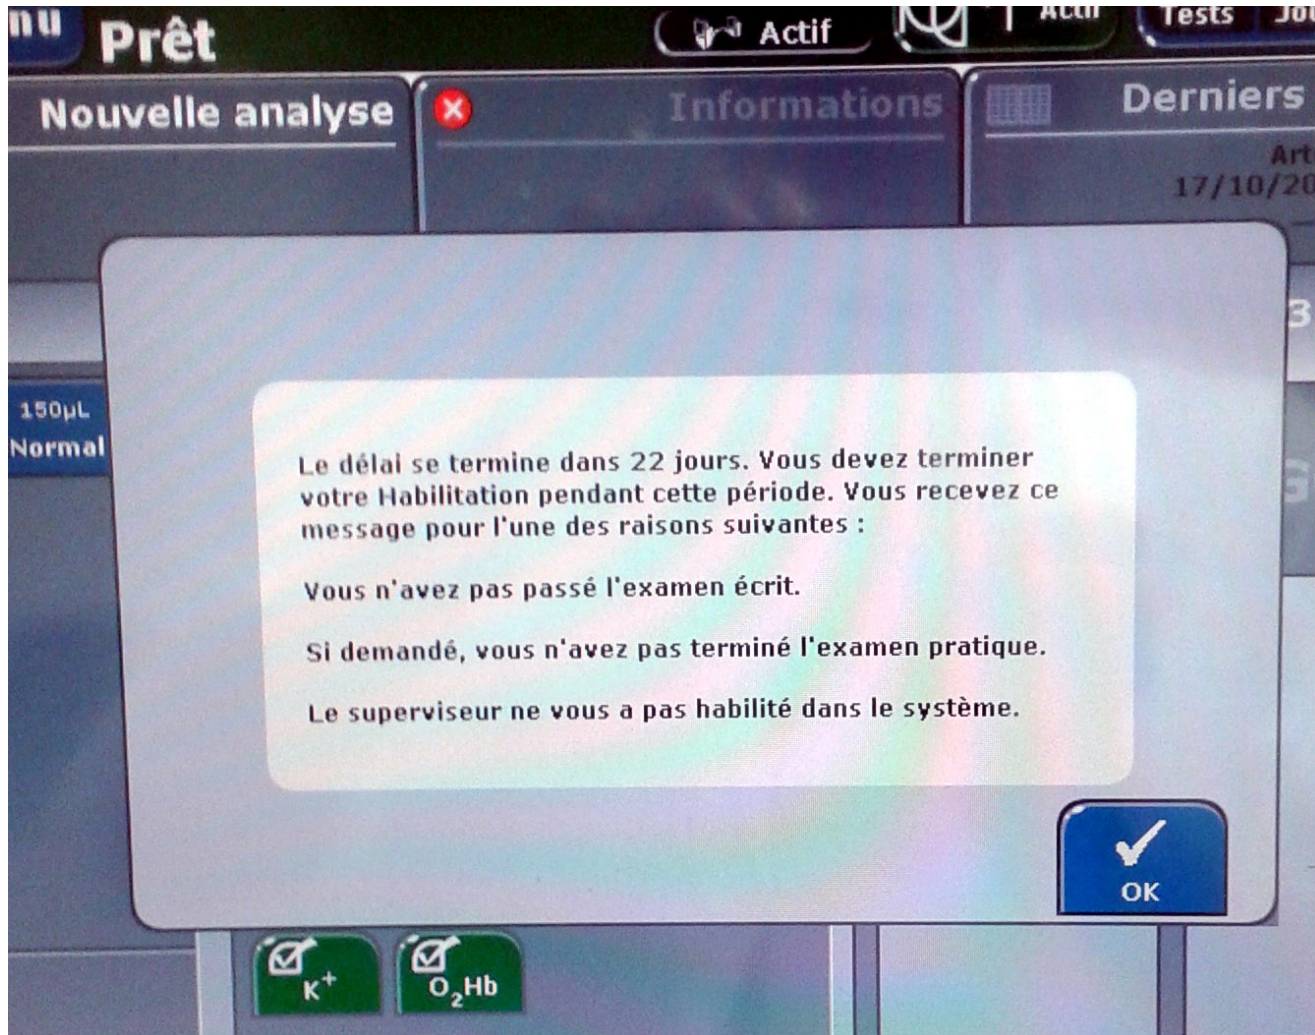 Prêt
Actif
Tests
Nouvelle analyse
Informations
Derniers
17/10/20
150µL
Normal
Le délai se termine dans 22 jours. Vous devez terminer
votre Habilitation pendant cette période. Vous recevez ce
message pour l'une des raisons suivantes :
Vous n'avez pas passé l'examen écrit.
Si demandé, vous n'avez pas terminé l'examen pratique.
Le superviseur ne vous a pas habilité dans le système.
OK
K⁺
O₂Hb